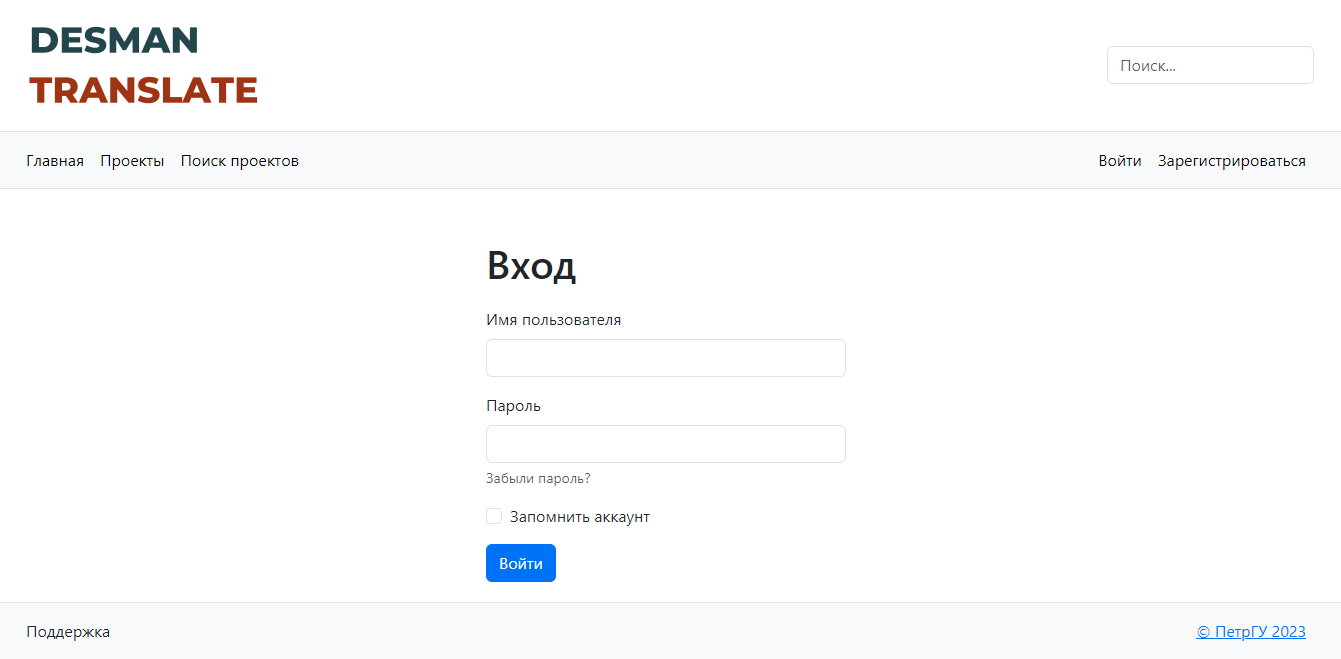 DESMAN
TRANSLATE
Поиск...
Главная Проекты Поиск проектов Войти Зарегистрироваться
Вход
Имя пользователя
Пароль
Забыли пароль?
Запомнить аккаунт
Войти
Поддержка © ПетрГУ 2023